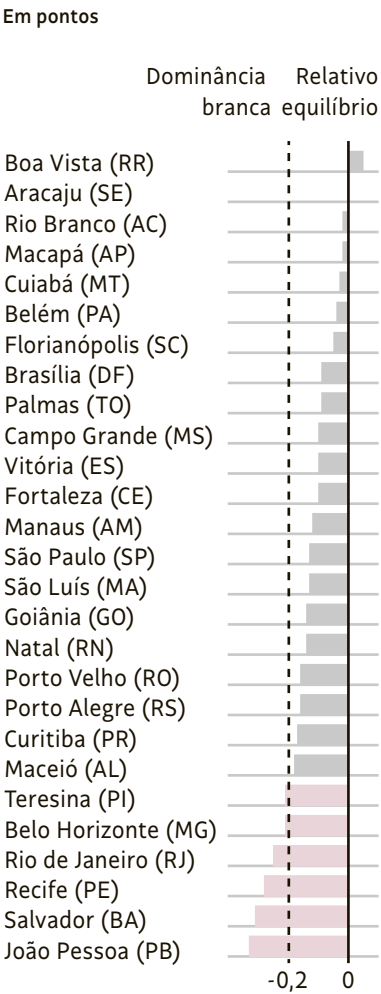 Em pontos
Dominância Relativo
branca equilíbrio
Boa Vista (RR)
Aracaju (SE)
Rio Branco (AC)
Macapá (AP)
Cuiabá (MT)
Belém (PA)
Florianópolis (SC)
Brasília (DF)
Palmas (TO)
Campo Grande (MS)
Vitória (ES)
Fortaleza (CE)
Manaus (AM)
São Paulo (SP)
São Luís (MA)
Goiânia (GO)
Natal (RN)
Porto Velho (RO)
Porto Alegre (RS)
Curitiba (PR)
Maceió (AL)
Teresina (PI)
Belo Horizonte (MG)
Rio de Janeiro (RJ)
Recife (PE)
Salvador (BA)
João Pessoa (PB)
-0,2 0